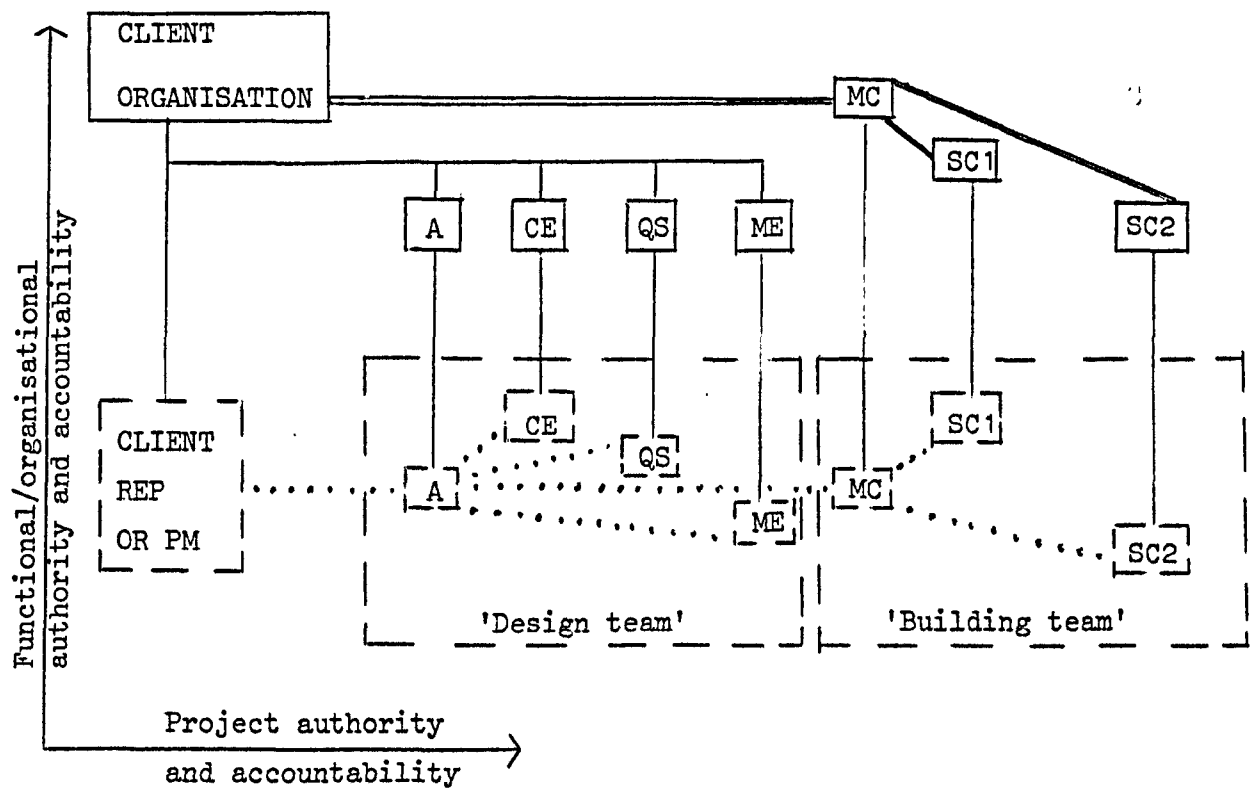 CLIENT
ORGANISATION
MC
SC1
A
CE
QS
ME
SC2
Functional/organisational
authority and accountability
CLIENT
REP
OR PM
A
CE
QS
ME
MC
SC1
SC2
'Design team'
'Building team'
Project authority
and accountability